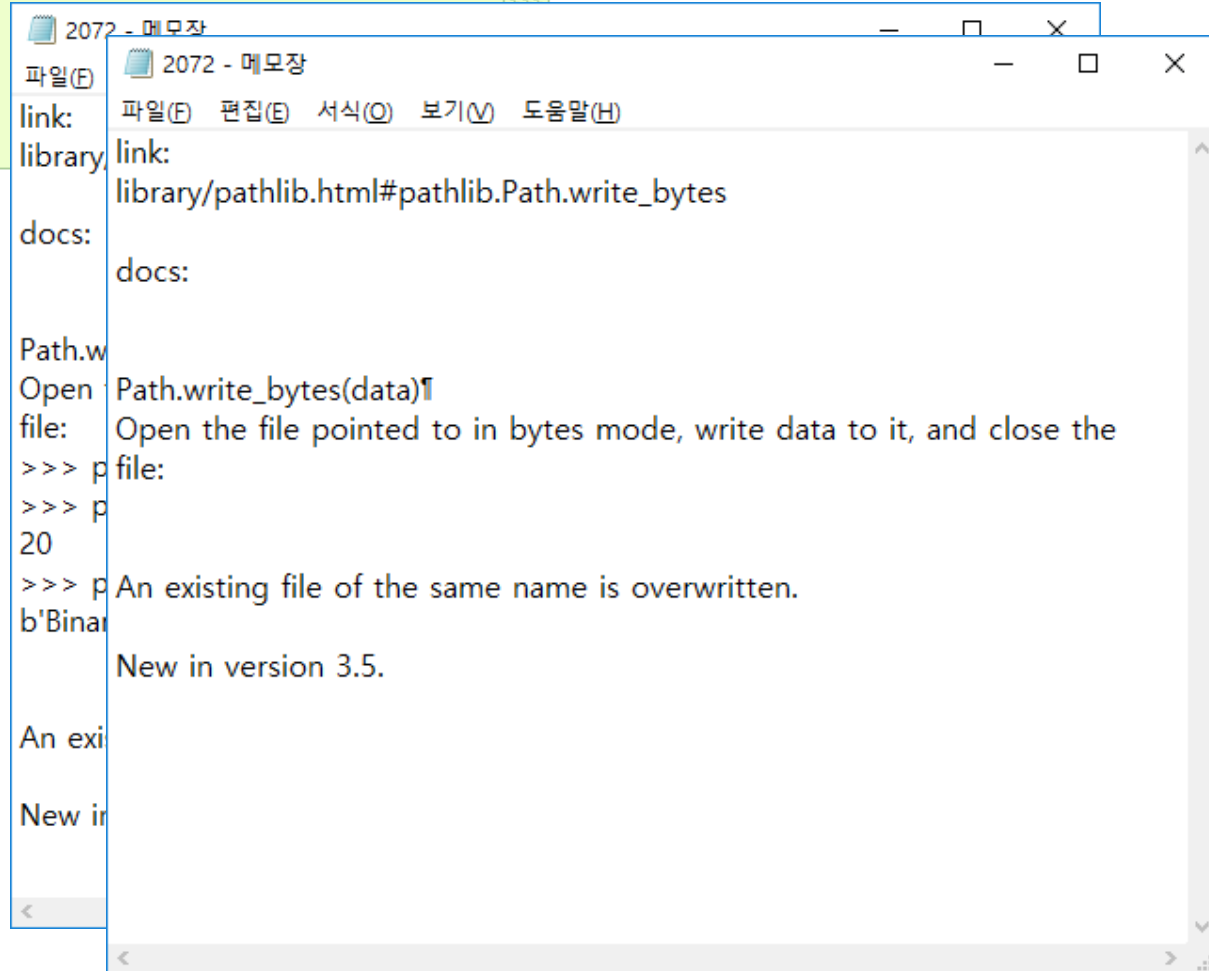 2072 - 메모장
파일(F)
link:
library/
docs:
Path.w
Open
file:
>>> p
>>> p
20
>>> p
b'Binar
An exi
New in
2072 - 메모장
파일(F) 편집(E) 서식(O) 보기(V) 도움말(H)
link:
library/pathlib.html#pathlib.Path.write_bytes
docs:
Path.write_bytes(data)¶
Open the file pointed to in bytes mode, write data to it, and close the
file:
An existing file of the same name is overwritten.
New in version 3.5.